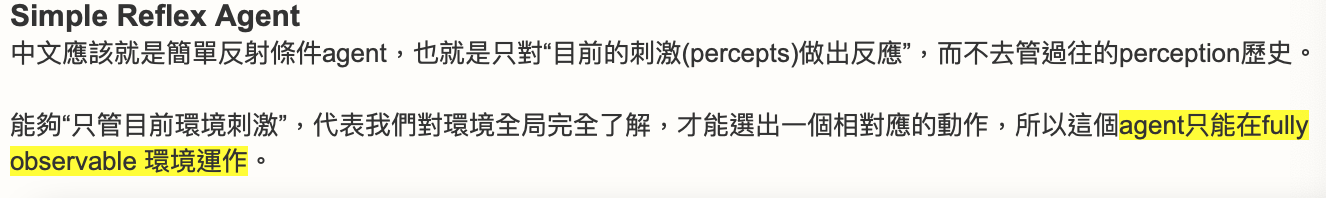 Simple Reflex Agent
中文應該就是簡單反射條件agent，也就是只對“目前的刺激(percepts)做出反應”，而不去管過往的perception歷史。
能夠“只管目前環境刺激”，代表我們對環境全局完全了解，才能選出一個相對應的動作，所以這個agent只能在fully
observable 環境運作。